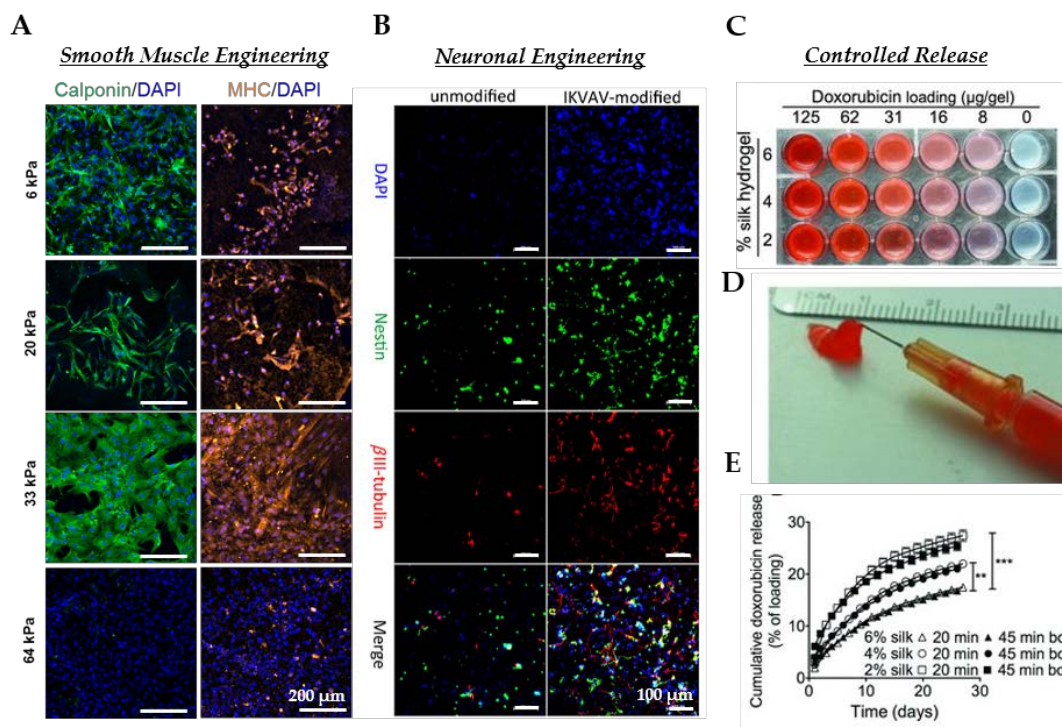 A
Smooth Muscle Engineering
Calponin/DAPI
MHC/DAPI
6 kPa
20 kPa
33 kPa
64 kPa
200 µm
B
Neuronal Engineering
unmodified
IKVAV-modified
DAPI
Nestin
βIII-tubulin
Merge
100 µm
C
Controlled Release
Doxorubicin loading (µg/gel)
125 62 31 16 8 0
% silk hydrogel
6
4
2
D
E
Cumulative doxorubicin release
(% of loading)
30
20
10
0
0 10 20 30
Time (days)
** ***
6% silk △ 20 min ▲ 45 min bo
4% silk ○ 20 min ● 45 min bo
2% silk □ 20 min ■ 45 min bo